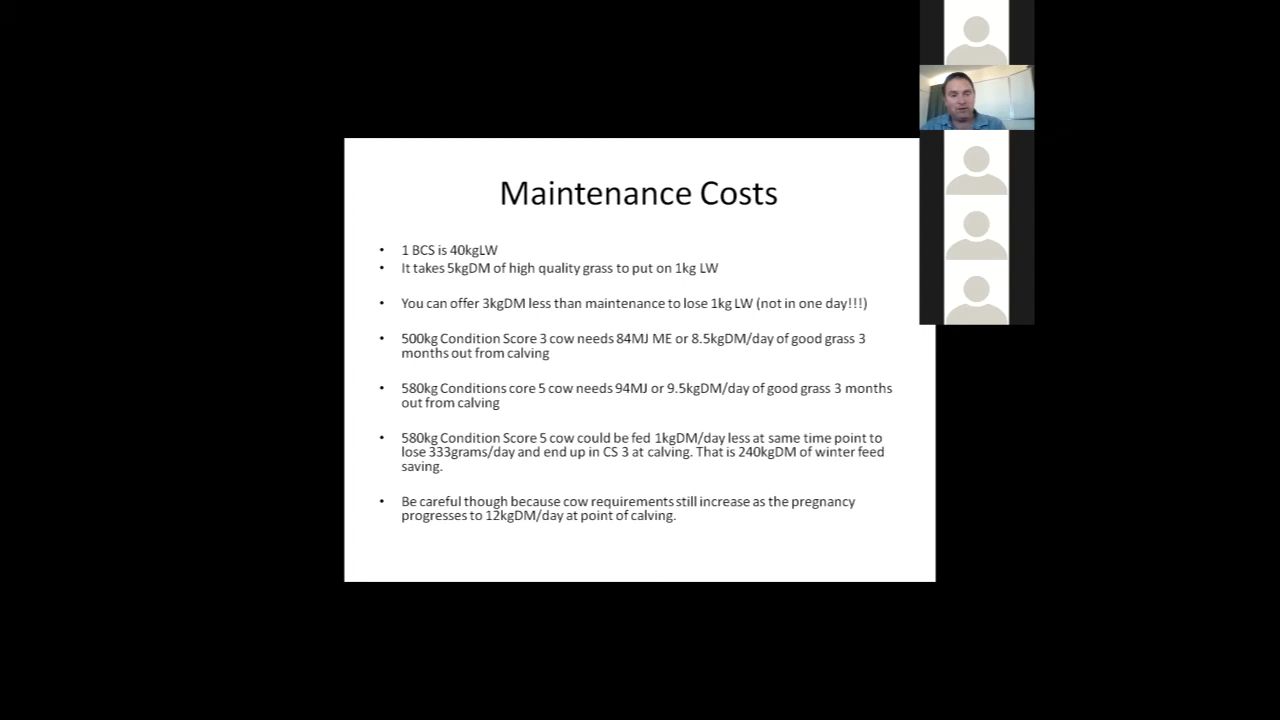 Maintenance Costs
• 1 BCS is 40kgLW
• It takes 5kgDM of high quality grass to put on 1kg LW
• You can offer 3kgDM less than maintenance to lose 1kg LW (not in one day!!!)
• 500kg Condition Score 3 cow needs 84MJ ME or 8.5kgDM/day of good grass 3
months out from calving
• 580kg Conditions core 5 cow needs 94MJ or 9.5kgDM/day of good grass 3 months
out from calving
• 580kg Condition Score 5 cow could be fed 1kgDM/day less at same time point to
lose 333grams/day and end up in CS 3 at calving. That is 240kgDM of winter feed
saving.
• Be careful though because cow requirements still increase as the pregnancy
progresses to 12kgDM/day at point of calving.